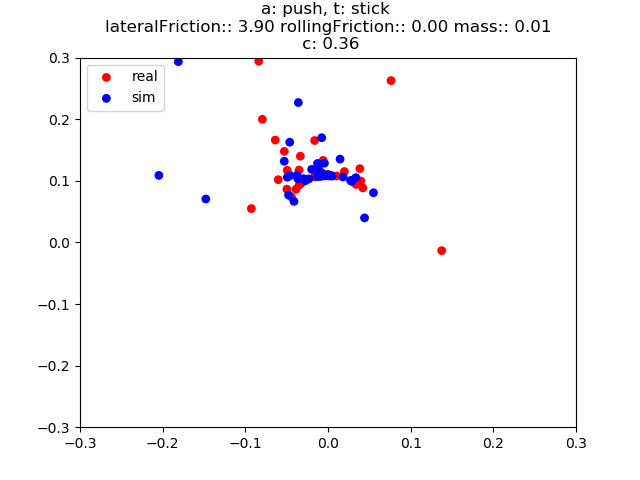 a: push, t: stick
lateralFriction:: 3.90 rollingFriction:: 0.00 mass:: 0.01
c: 0.36
real
sim
0.3
0.2
0.1
0.0
−0.1
−0.2
−0.3
−0.3 −0.2 −0.1 0.0 0.1 0.2 0.3